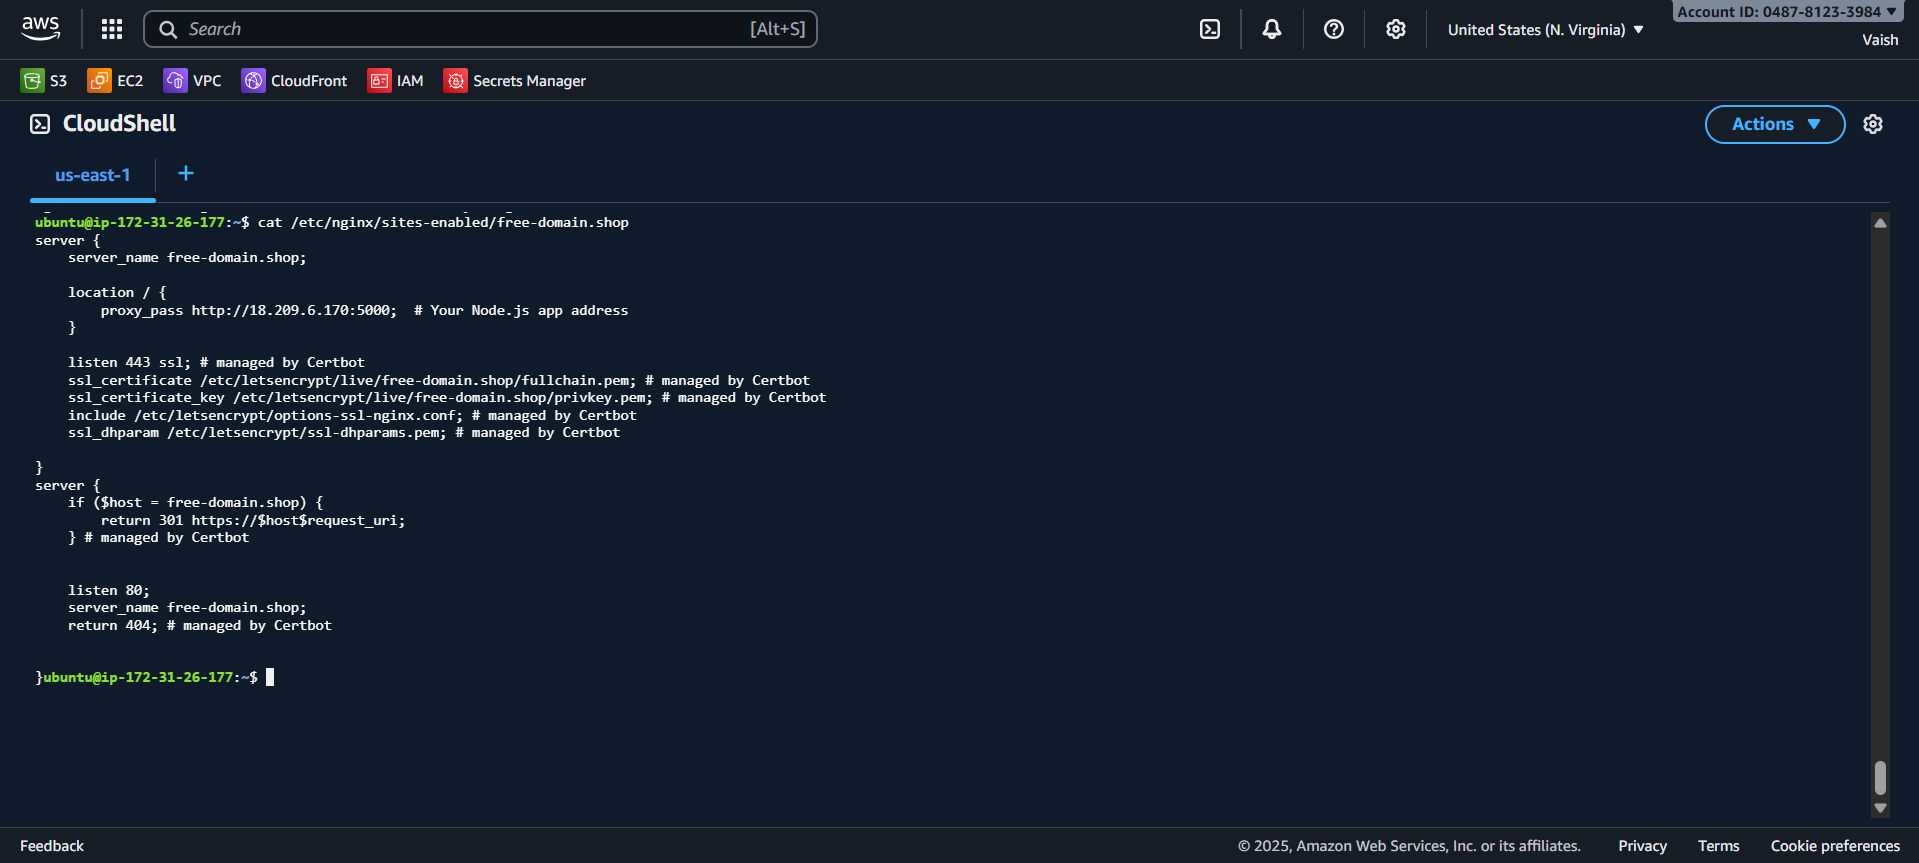 aws
Search [Alt+S]
United States (N. Virginia) ▼
Account ID: 0487-8123-3984 ▼
Vaish
S3 EC2 VPC CloudFront IAM Secrets Manager
CloudShell
Actions ▼
us-east-1 +
ubuntu@ip-172-31-26-177:~$ cat /etc/nginx/sites-enabled/free-domain.shop
server {
    server_name free-domain.shop;
    location / {
        proxy_pass http://18.209.6.170:5000;  # Your Node.js app address
    }
    listen 443 ssl; # managed by Certbot
    ssl_certificate /etc/letsencrypt/live/free-domain.shop/fullchain.pem; # managed by Certbot
    ssl_certificate_key /etc/letsencrypt/live/free-domain.shop/privkey.pem; # managed by Certbot
    include /etc/letsencrypt/options-ssl-nginx.conf; # managed by Certbot
    ssl_dhparam /etc/letsencrypt/ssl-dhparams.pem; # managed by Certbot
}
server {
    if ($host = free-domain.shop) {
        return 301 https://$host$request_uri;
    } # managed by Certbot
    listen 80;
    server_name free-domain.shop;
    return 404; # managed by Certbot
}ubuntu@ip-172-31-26-177:~$
Feedback
© 2025, Amazon Web Services, Inc. or its affiliates. Privacy Terms Cookie preferences